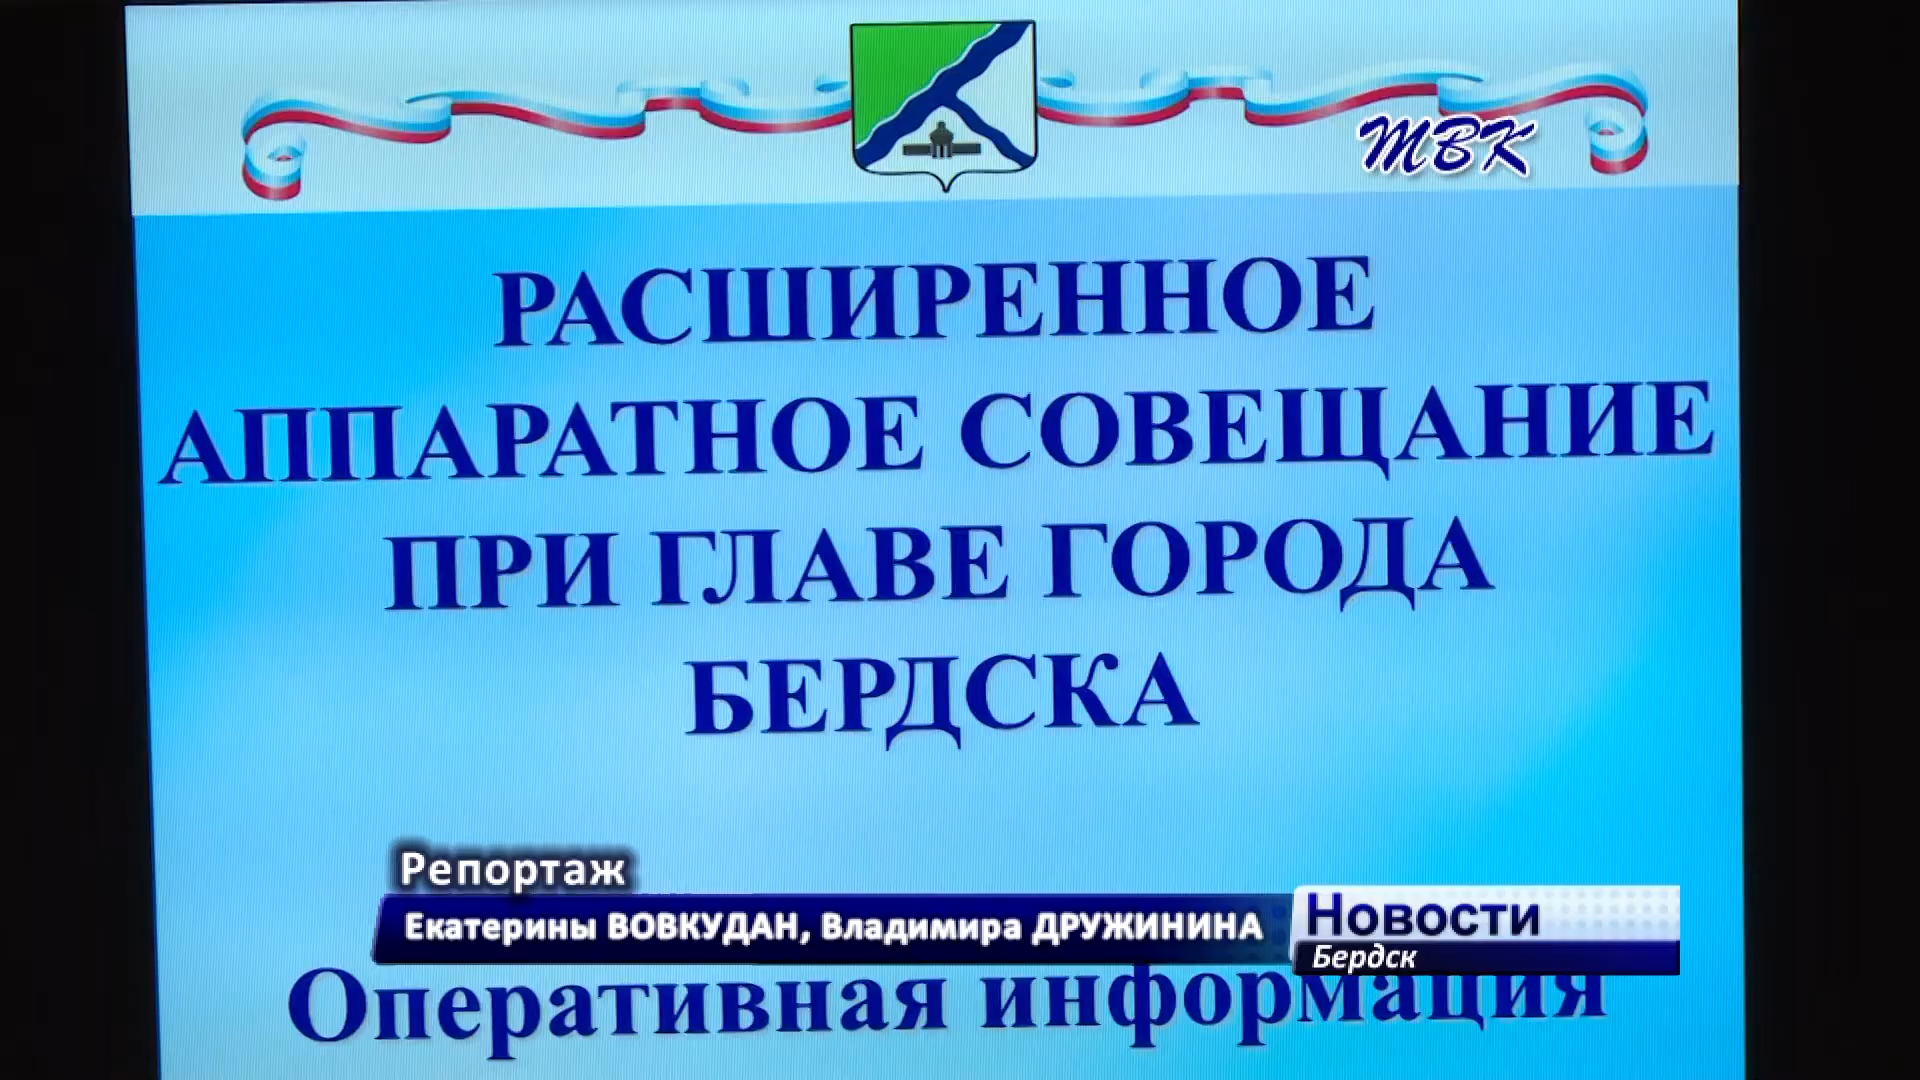 ТВК
РАСШИРЕННОЕ
АППАРАТНОЕ СОВЕЩАНИЕ
ПРИ ГЛАВЕ ГОРОДА
БЕРДСКА
Репортаж
Екатерины ВОВКУДАН, Владимира ДРУЖИНИНА
Новости
Бердск
Оперативная информация